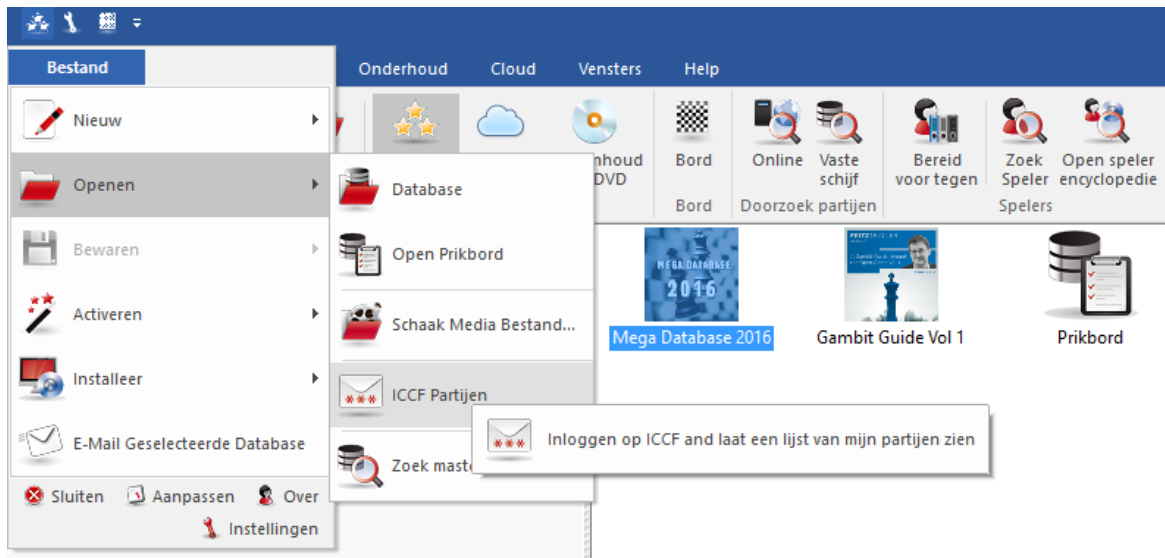 Bestand
Onderhoud
Cloud
Vensters
Help
Nieuw
Openen
Bewaren
Activeren
Installeer
E-Mail Geselecteerde Database
Sluiten
Aanpassen
Over
Instellingen
Database
Open Prikbord
Schaak Media Bestand...
ICCF Partijen
Inloggen op ICCF and laat een lijst van mijn partijen zien
DVD
Bord
Bord
Online
Vaste
schijf
Doorzoek partijen
Bereid
voor tegen
Zoek
Speler
Open speler
encyclopedie
Spelers
MEGA DATABASE
2016
Mega Database 2016
Gambit Guide Vol 1
Prikbord